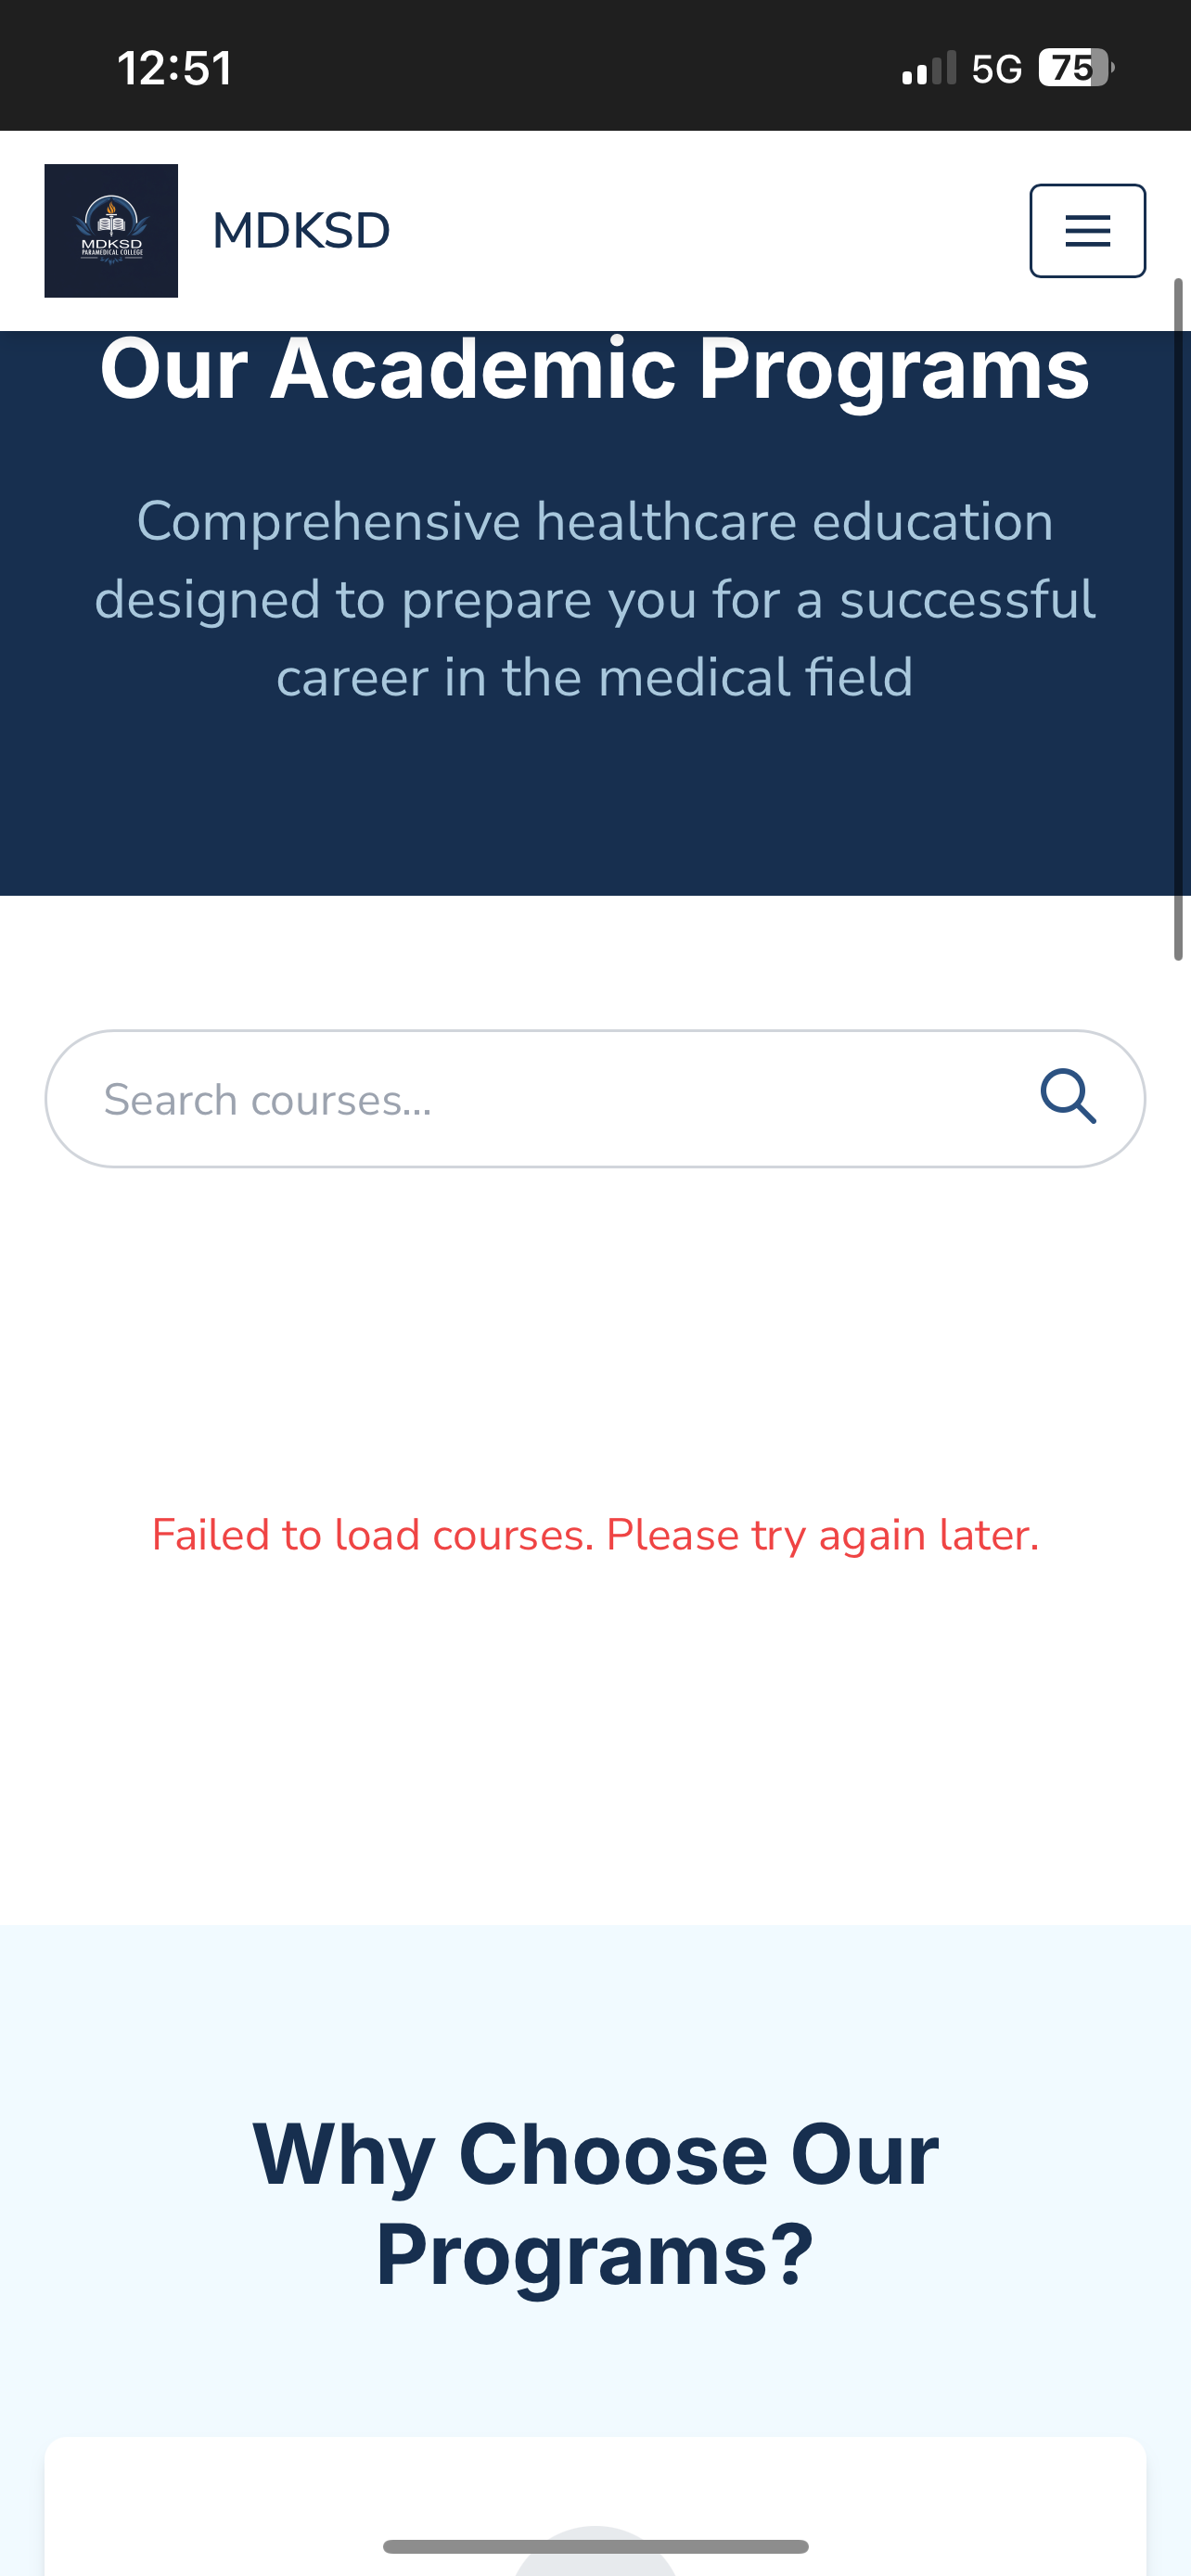 12:51
5G
75
MDKSD
PARAMEDICAL COLLEGE
MDKSD
Our Academic Programs
Comprehensive healthcare education
designed to prepare you for a successful
career in the medical field
Search courses...
Failed to load courses. Please try again later.
Why Choose Our
Programs?